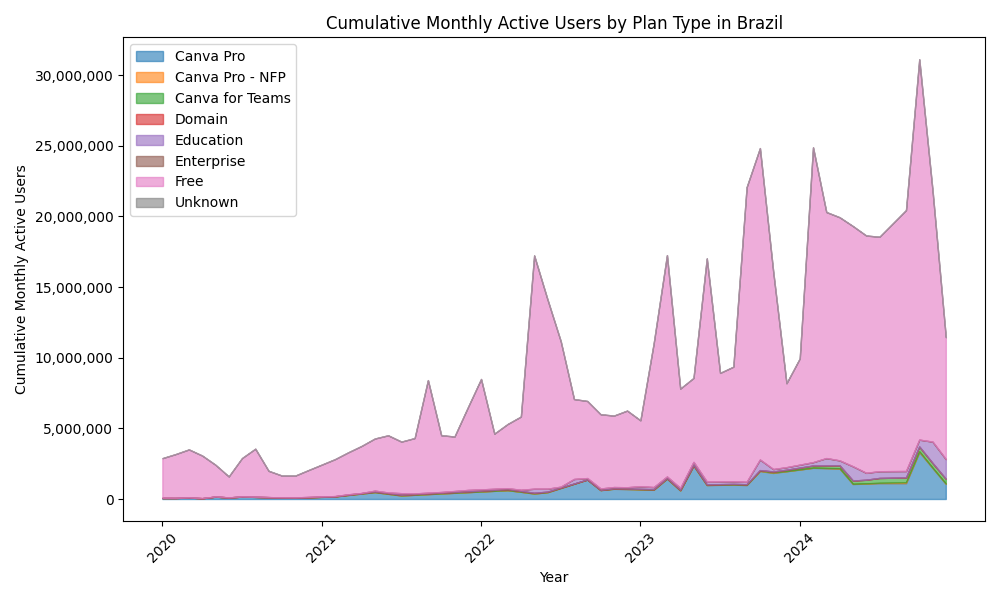 Cumulative Monthly Active Users by Plan Type in Brazil
Canva Pro
Canva Pro - NFP
Canva for Teams
Domain
Education
Enterprise
Free
Unknown
30,000,000
25,000,000
20,000,000
15,000,000
10,000,000
5,000,000
0
Cumulative Monthly Active Users
2020
2021
2022
2023
2024
Year